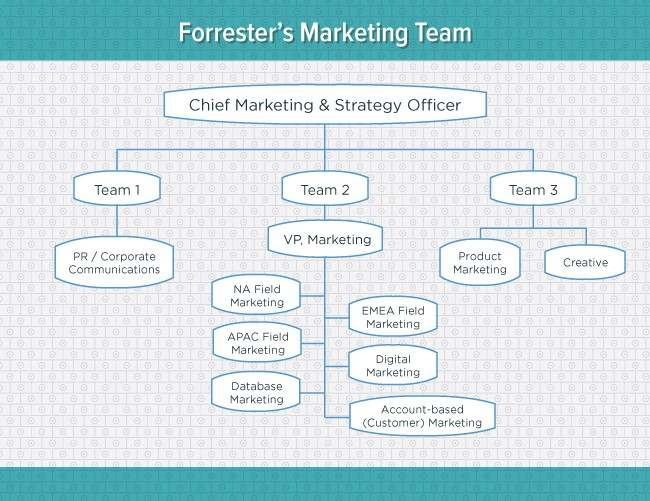 Forrester’s Marketing Team
Chief Marketing & Strategy Officer
Team 1
Team 2
Team 3
PR / Corporate
Communications
VP, Marketing
Product
Marketing
Creative
NA Field
Marketing
EMEA Field
Marketing
APAC Field
Marketing
Digital
Marketing
Database
Marketing
Account-based
(Customer) Marketing